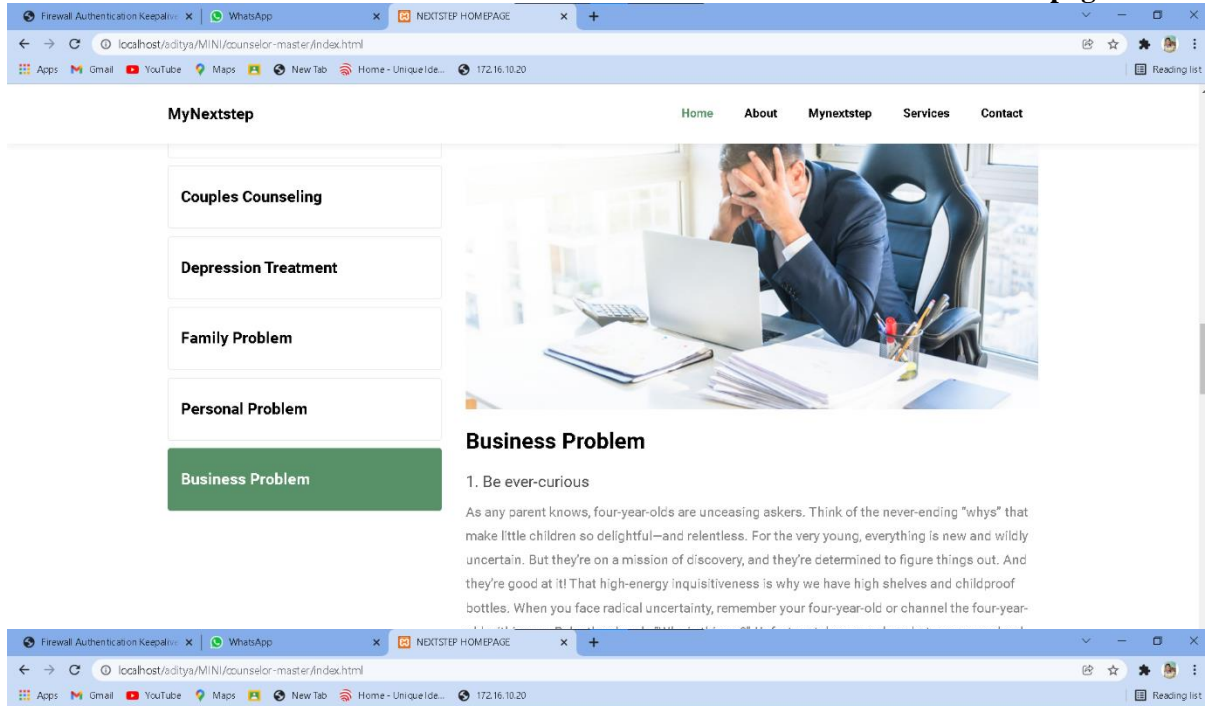 Firewall Authentication Keepalive
WhatsApp
NEXTSTEP HOMEPAGE
localhost/aditya/MINI/counselor-master/index.html
Apps Gmail YouTube Maps New Tab Home - Unique Ide... 172.16.10.20 Reading list
MyNextstep Home About Mynextstep Services Contact
Couples Counseling
Depression Treatment
Family Problem
Personal Problem
Business Problem
Business Problem
1. Be ever-curious
As any parent knows, four-year-olds are unceasing askers. Think of the never-ending "whys" that
make little children so delightful—and relentless. For the very young, everything is new and wildly
uncertain. But they're on a mission of discovery, and they're determined to figure things out. And
they're good at it! That high-energy inquisitiveness is why we have high shelves and childproof
bottles. When you face radical uncertainty, remember your four-year-old or channel the four-year-
Firewall Authentication Keepalive
WhatsApp
NEXTSTEP HOMEPAGE
localhost/aditya/MINI/counselor-master/index.html
Apps Gmail YouTube Maps New Tab Home - Unique Ide... 172.16.10.20 Reading list